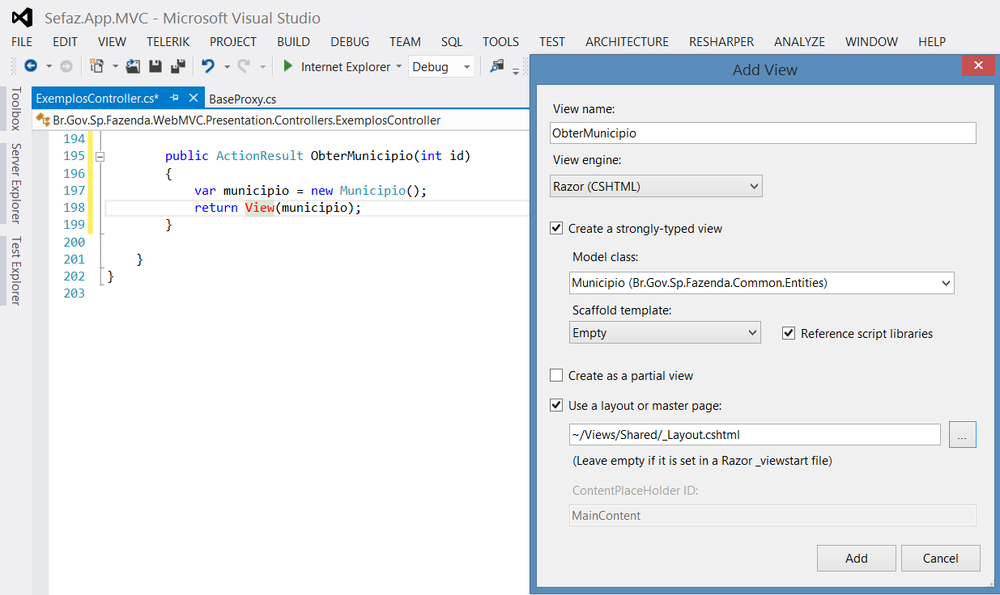 Sefaz.App.MVC - Microsoft Visual Studio
FILE EDIT VIEW TELERIK PROJECT BUILD DEBUG TEAM SQL TOOLS TEST ARCHITECTURE RESHARPER ANALYZE WINDOW HELP
Internet Explorer Debug
Toolbox
Server Explorer
Test Explorer
ExemplosController.cs* BaseProxy.cs
Br.Gov.Sp.Fazenda.WebMVC.Presentation.Controllers.ExemplosController
194
195 public ActionResult ObterMunicipio(int id)
196 {
197 var municipio = new Municipio();
198 return View(municipio);
199 }
200
201 }
202 }
203
Add View
View name:
ObterMunicipio
View engine:
Razor (CSHTML)
Create a strongly-typed view
Model class:
Municipio (Br.Gov.Sp.Fazenda.Common.Entities)
Scaffold template:
Empty Reference script libraries
Create as a partial view
Use a layout or master page:
~/Views/Shared/_Layout.cshtml ...
(Leave empty if it is set in a Razor _viewstart file)
ContentPlaceHolder ID:
MainContent
Add Cancel